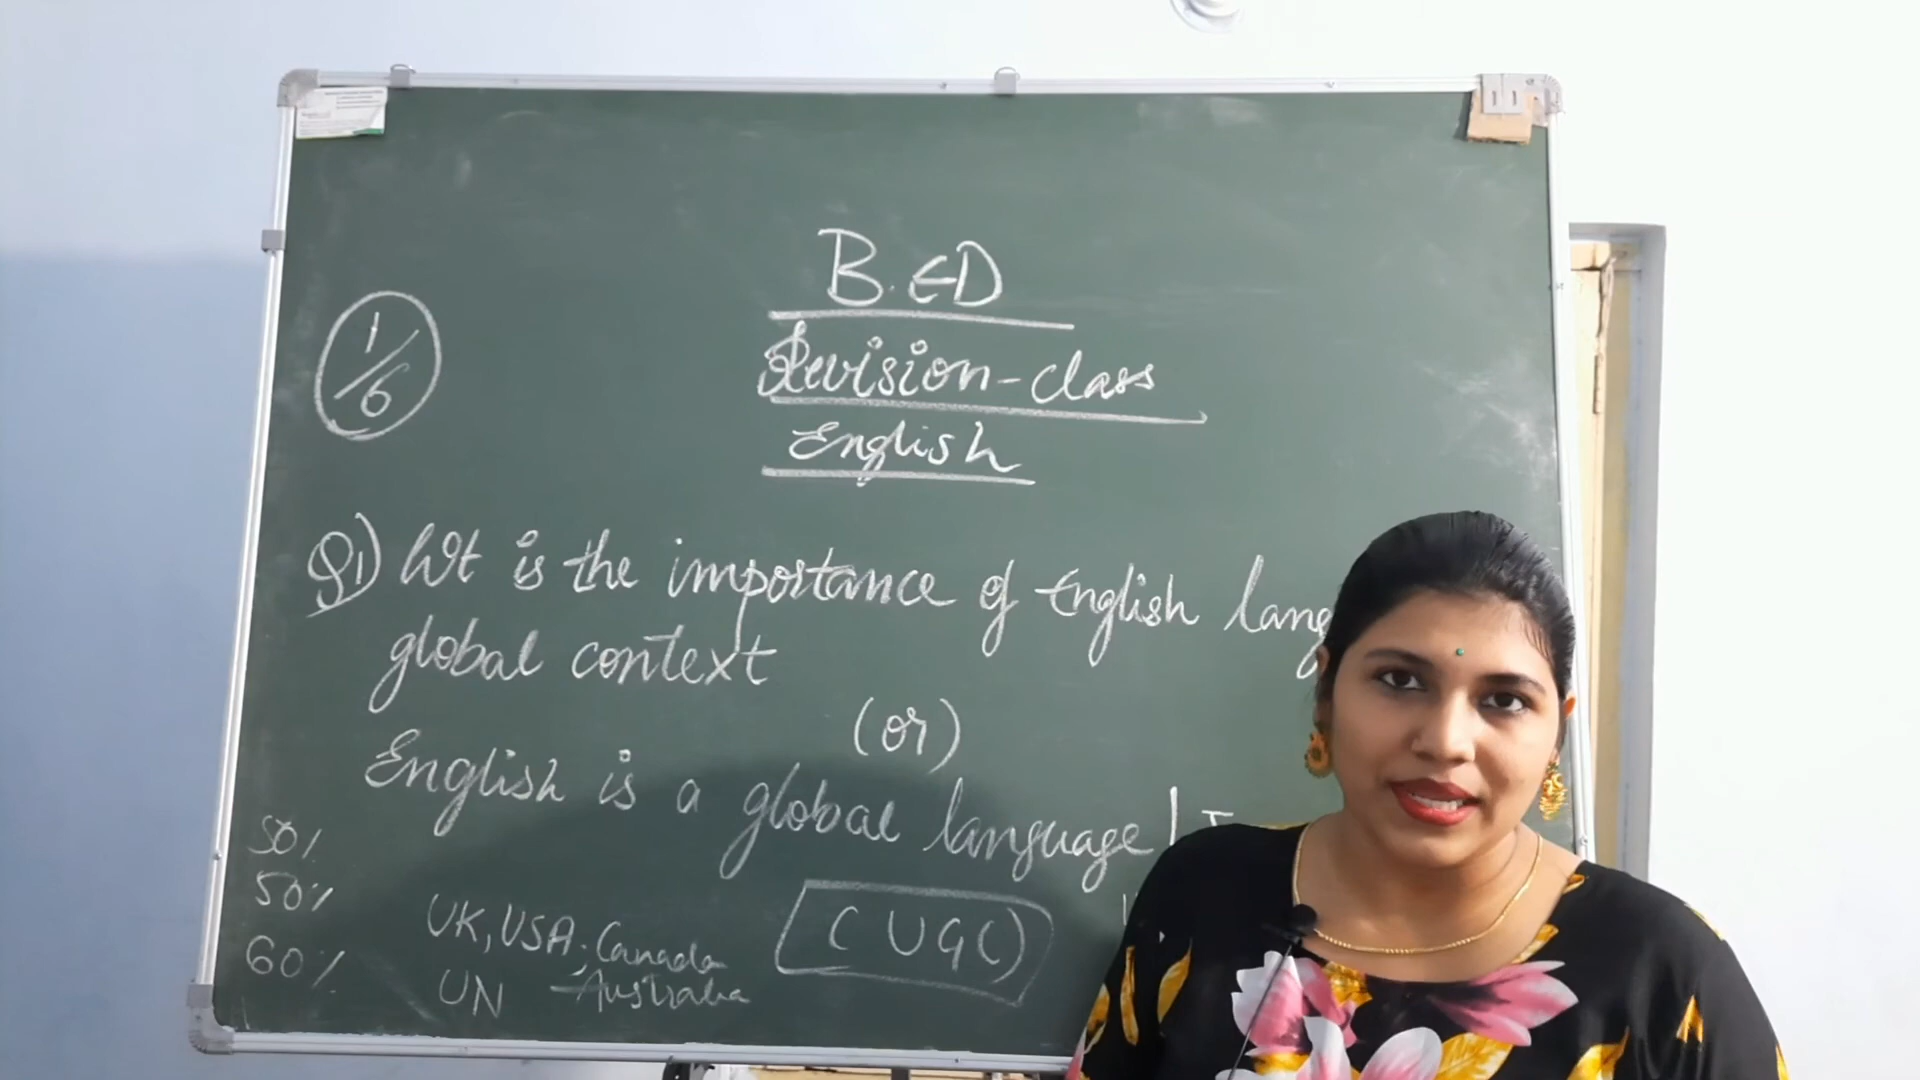 B.ED
Revision-class
English
1/6
Q1) Wt is the importance of English lang
global context
(or)
English is a global language |
50%
50%
60%
UK, USA, Canada
UN Australia
(UGC)